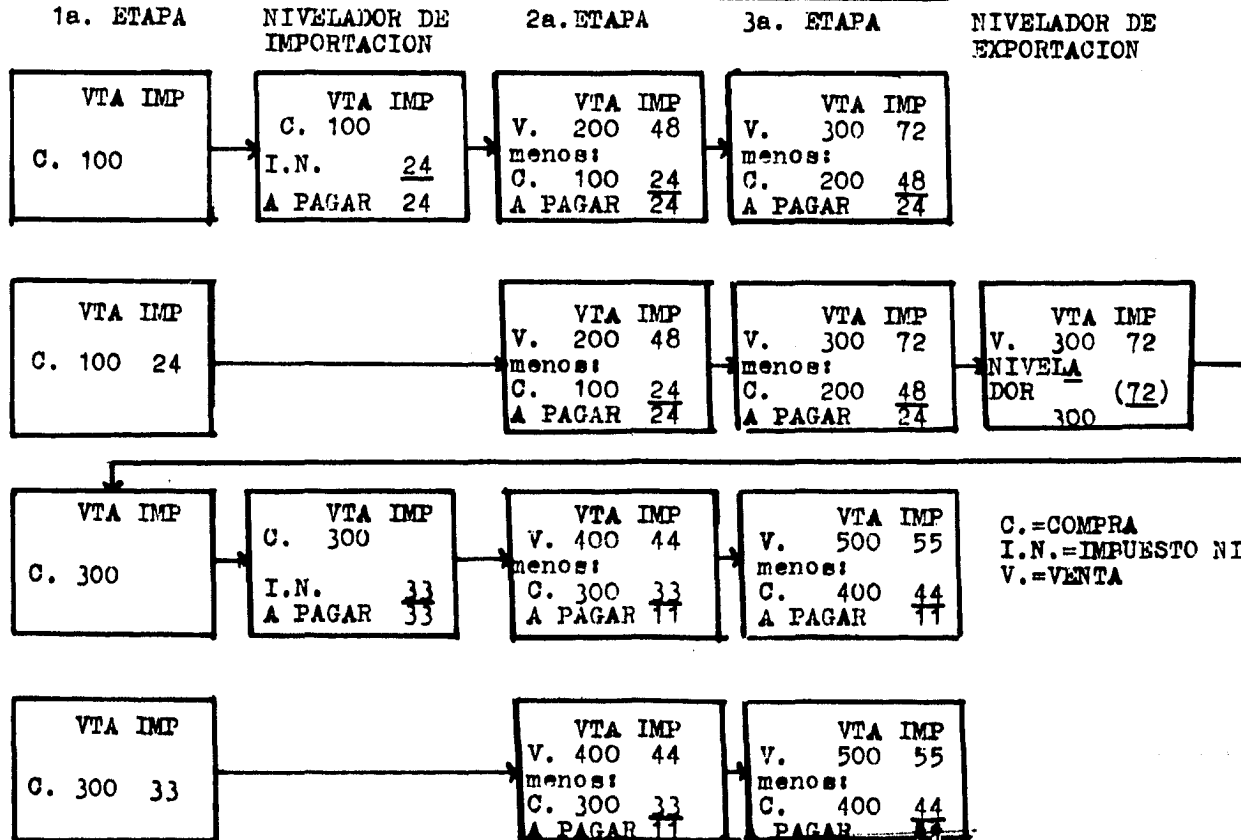 1a. ETAPA
NIVELADOR DE
IMPORTACION
2a. ETAPA
3a. ETAPA
NIVELADOR DE
EXPORTACION
VTA IMP
C. 100
VTA IMP
C. 100
I.N. 24
A PAGAR 24
VTA IMP
V. 200 48
menos:
C. 100 24
A PAGAR 24
VTA IMP
V. 300 72
menos:
C. 200 48
A PAGAR 24
VTA IMP
C. 100 24
VTA IMP
V. 200 48
menos:
C. 100 24
A PAGAR 24
VTA IMP
V. 300 72
menos:
C. 200 48
A PAGAR 24
VTA IMP
V. 300 72
NIVELA
DOR (72)
300
VTA IMP
C. 300
VTA IMP
C. 300
I.N. 33
A PAGAR 33
VTA IMP
V. 400 44
menos:
C. 300 33
A PAGAR 11
VTA IMP
V. 500 55
menos:
C. 400 44
A PAGAR 11
C.=COMPRA
I.N.=IMPUESTO NI
V.=VENTA
VTA IMP
C. 300 33
VTA IMP
V. 400 44
menos:
C. 300 33
A PAGAR 11
VTA IMP
V. 500 55
menos:
C. 400 44
PAGAR